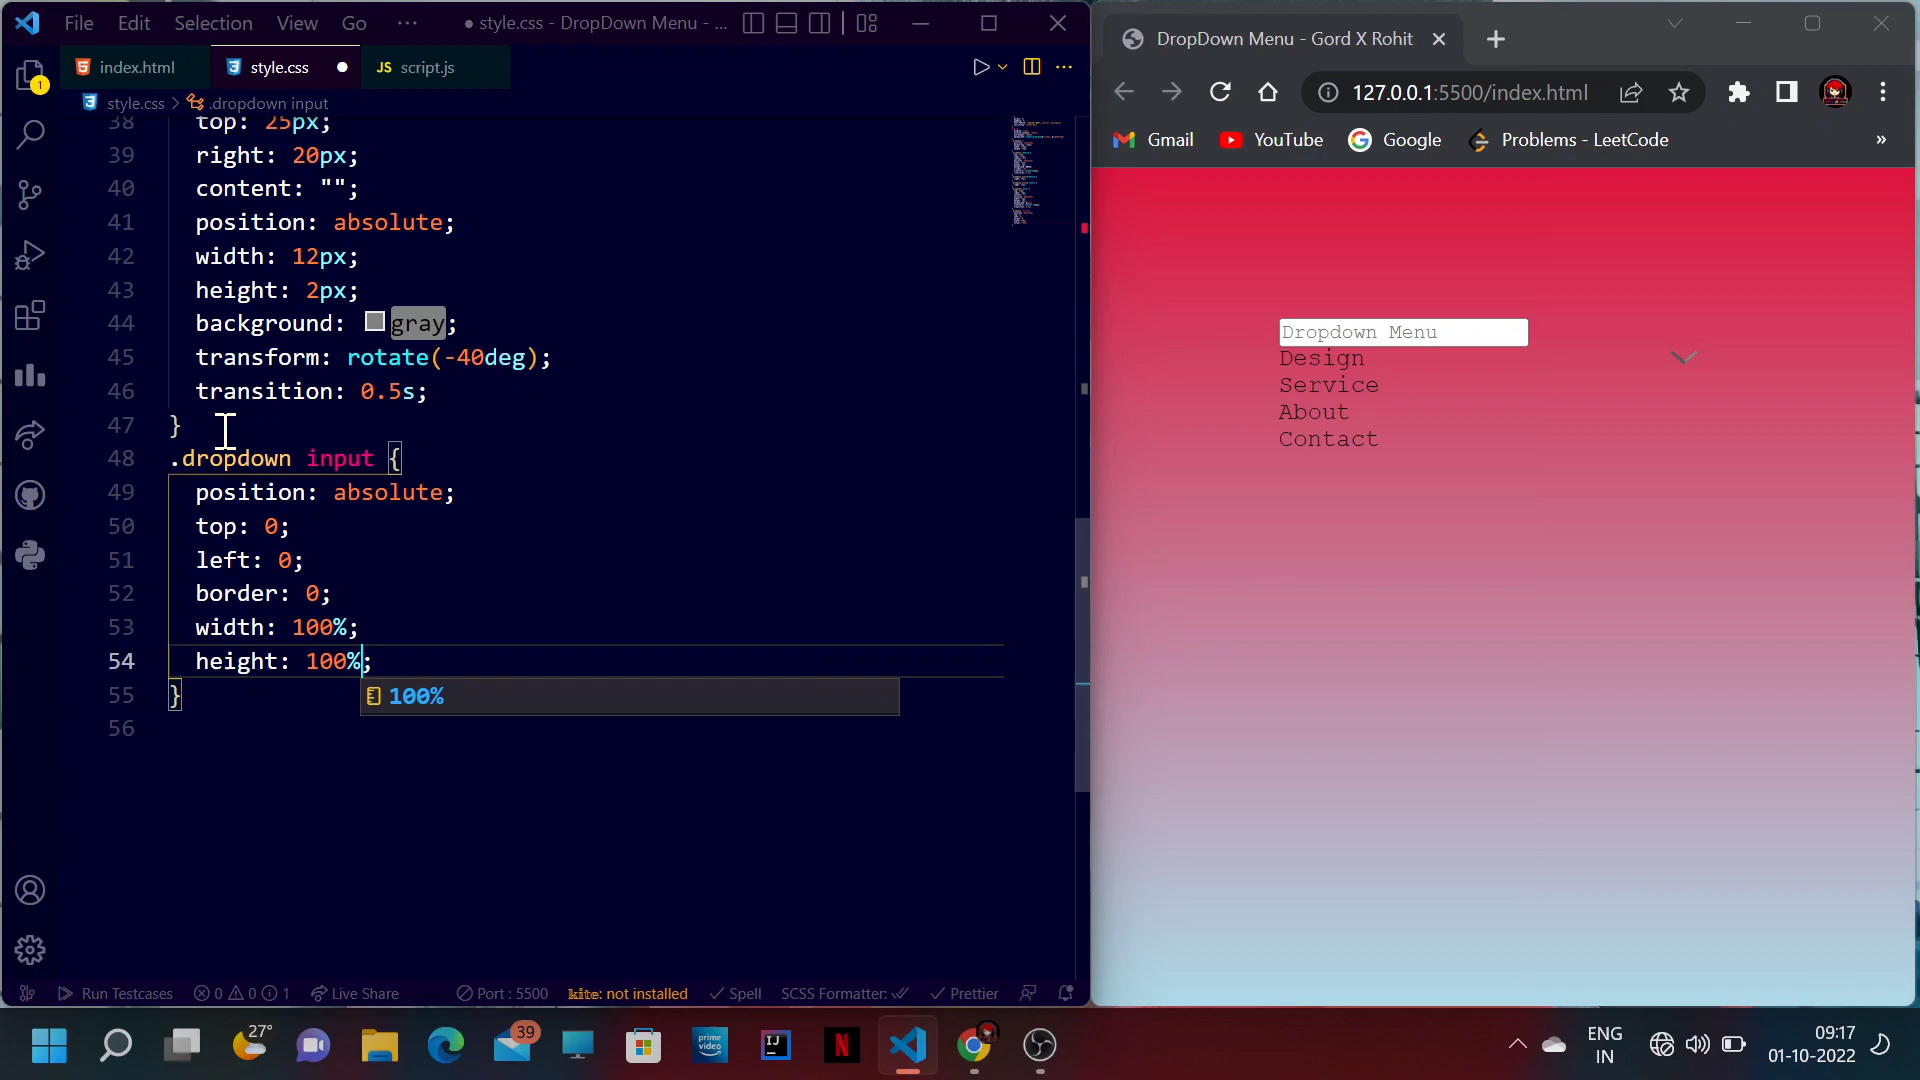 File Edit Selection View Go ··· ● style.css - DropDown Menu - ...
index.html
style.css ●
JS script.js
style.css > .dropdown input
38 top: 25px;
39 right: 20px;
40 content: "";
41 position: absolute;
42 width: 12px;
43 height: 2px;
44 background: gray;
45 transform: rotate(-40deg);
46 transition: 0.5s;
47 }
48 .dropdown input {
49 position: absolute;
50 top: 0;
51 left: 0;
52 border: 0;
53 width: 100%;
54 height: 100%;
55 }
100%
56
1
Run Testcases 0 0 1 Live Share Port : 5500 kite: not installed Spell SCSS Formatter: Prettier
DropDown Menu - Gord X Rohit
127.0.0.1:5500/index.html
Gmail YouTube Google Problems - LeetCode »
Dropdown Menu
Design
Service
About
Contact
27°
39
prime video
IJ
N
ENG
IN
09:17
01-10-2022